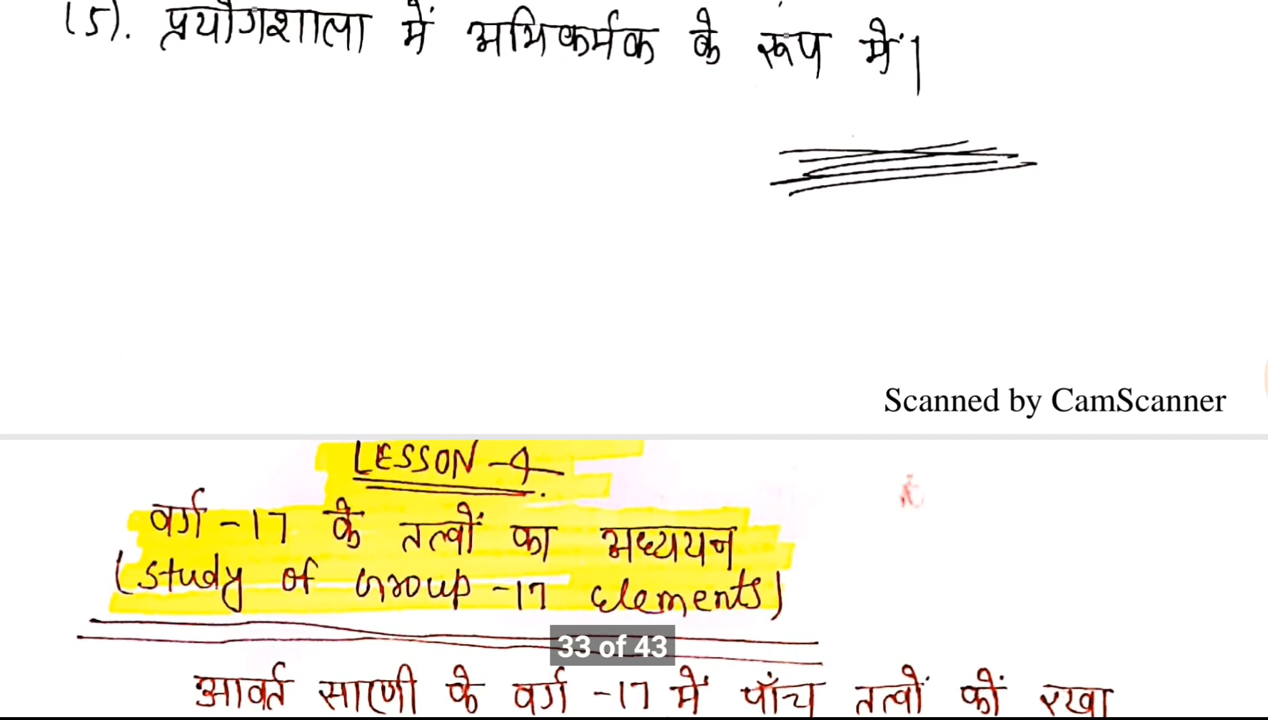 (5). प्रयोगशाला में अभिकर्मक के रूप में।
Scanned by CamScanner
LESSON-4
वर्ग-17 के तत्वों का अध्ययन
(study of Group-17 elements)
33 of 43
आवर्त सारणी के वर्ग -17 में पाँच तत्वों कों रखा